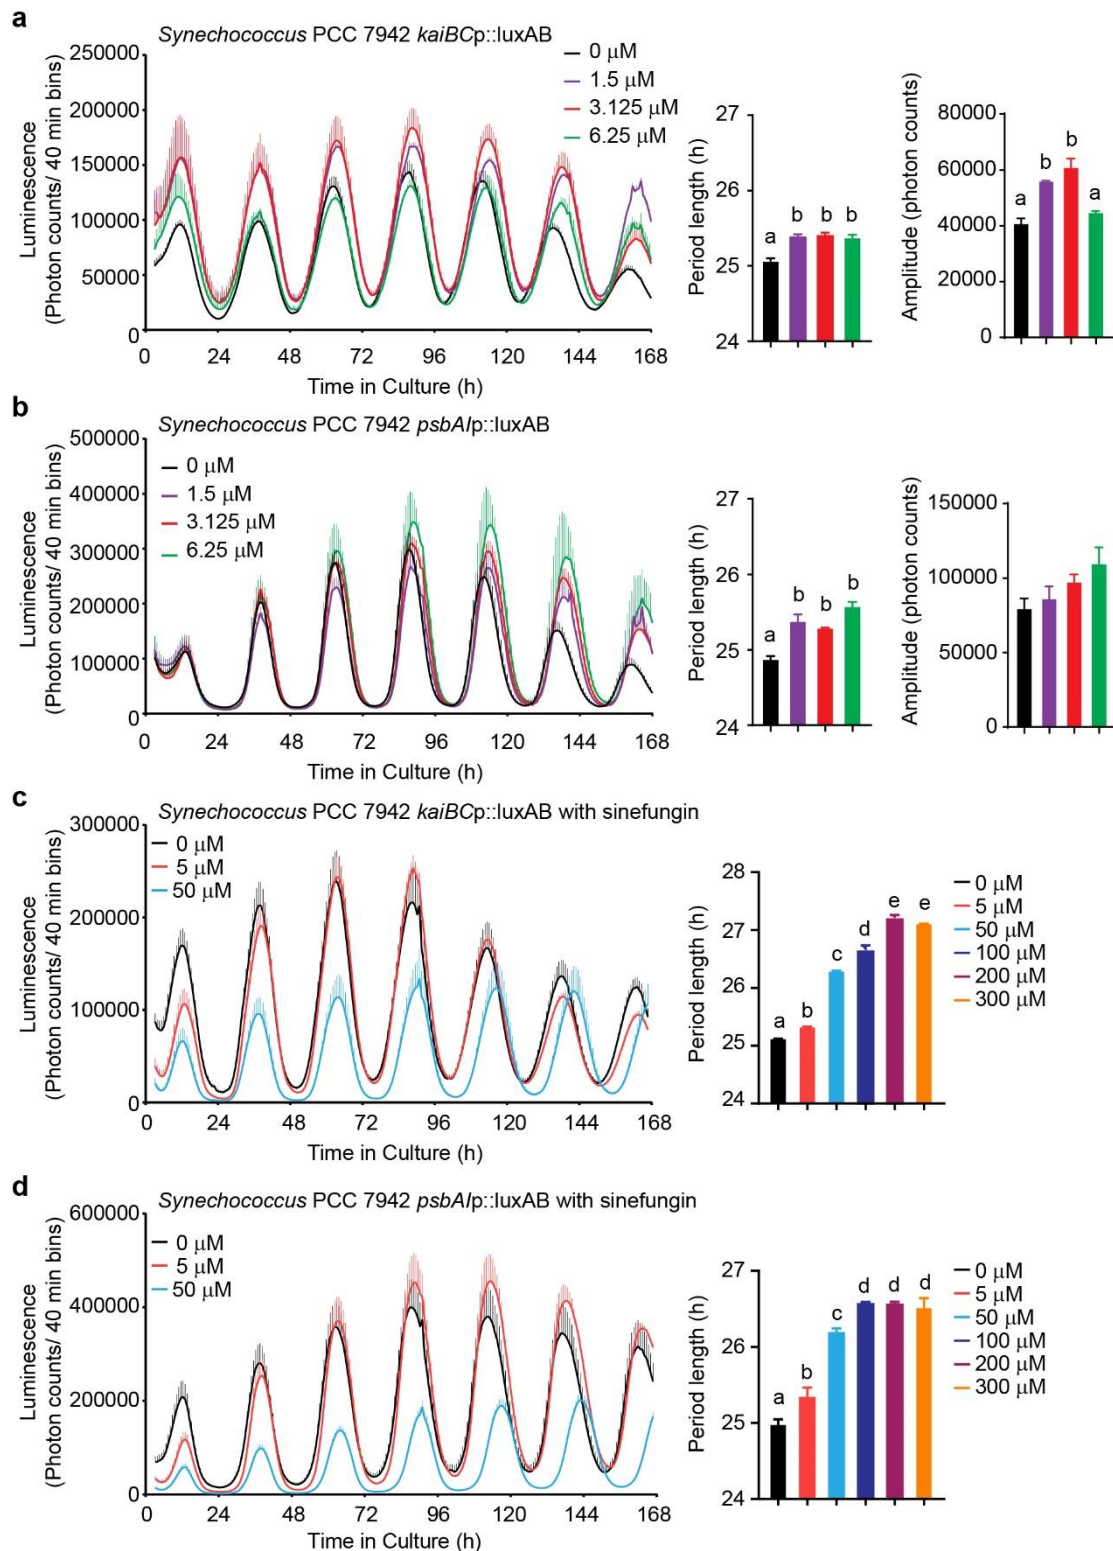 a
Synechococcus PCC 7942 kaiBCp::luxAB
Luminescence
(Photon counts/ 40 min bins)
250000
200000
150000
100000
50000
0
0 μM
1.5 μM
3.125 μM
6.25 μM
0 24 48 72 96 120 144 168
Time in Culture (h)
Period length (h)
27
26
25
24
a b b b
Amplitude (photon counts)
80000
60000
40000
20000
0
a b b a
b
Synechococcus PCC 7942 psbAIp::luxAB
Luminescence
(Photon counts/ 40 min bins)
500000
400000
300000
200000
100000
0
0 μM
1.5 μM
3.125 μM
6.25 μM
0 24 48 72 96 120 144 168
Time in Culture (h)
Period length (h)
27
26
25
24
a b b b
Amplitude (photon counts)
150000
100000
50000
0
c
Synechococcus PCC 7942 kaiBCp::luxAB with sinefungin
Luminescence
(Photon counts/ 40 min bins)
300000
200000
100000
0
0 μM
5 μM
50 μM
0 24 48 72 96 120 144 168
Time in Culture (h)
Period length (h)
28
27
26
25
24
a b c d e e
0 μM
5 μM
50 μM
100 μM
200 μM
300 μM
d
Synechococcus PCC 7942 psbAIp::luxAB with sinefungin
Luminescence
(Photon counts/ 40 min bins)
600000
400000
200000
0
0 μM
5 μM
50 μM
0 24 48 72 96 120 144 168
Time in Culture (h)
Period length (h)
27
26
25
24
a b c d d d
0 μM
5 μM
50 μM
100 μM
200 μM
300 μM